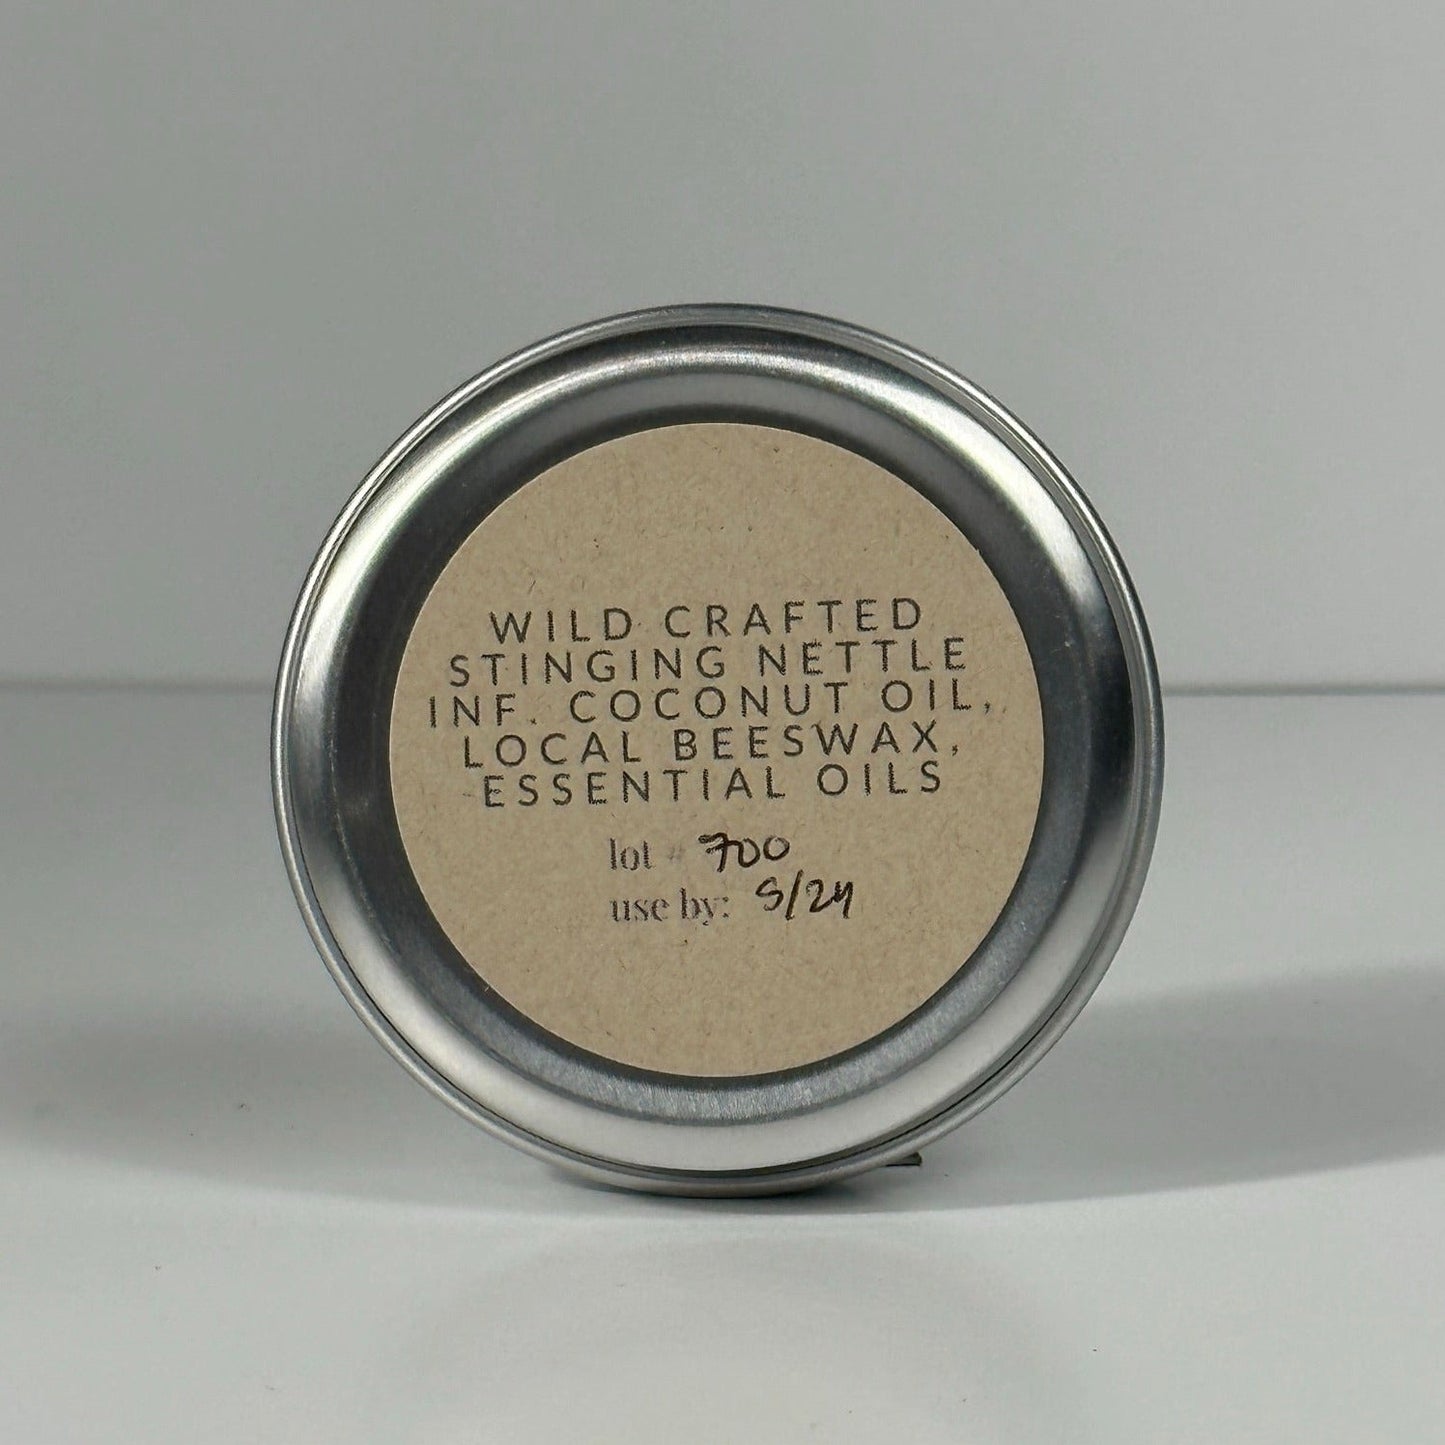 WILD CRAFTED
STINGING NETTLE
INF. COCONUT OIL,
LOCAL BEESWAX,
ESSENTIAL OILS
lot # 700
use by: 5/24